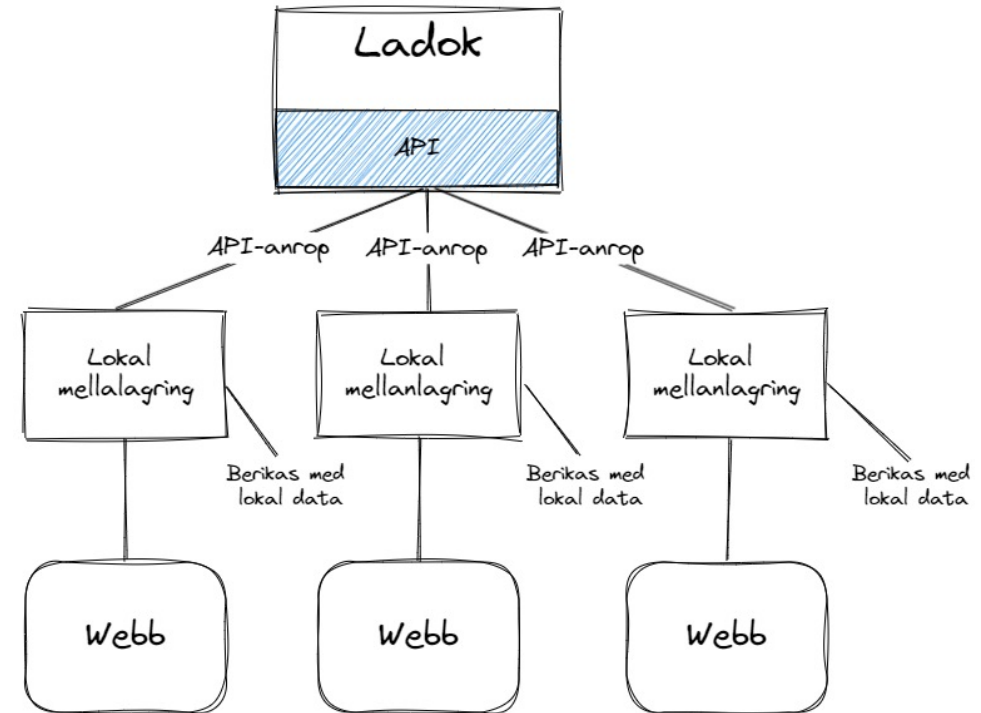 Ladok
API
API-anrop
API-anrop
API-anrop
Lokal
mellalagring
Lokal
mellanlagring
Lokal
mellanlagring
Berikas med
lokal data
Berikas med
lokal data
Berikas med
lokal data
Webb
Webb
Webb